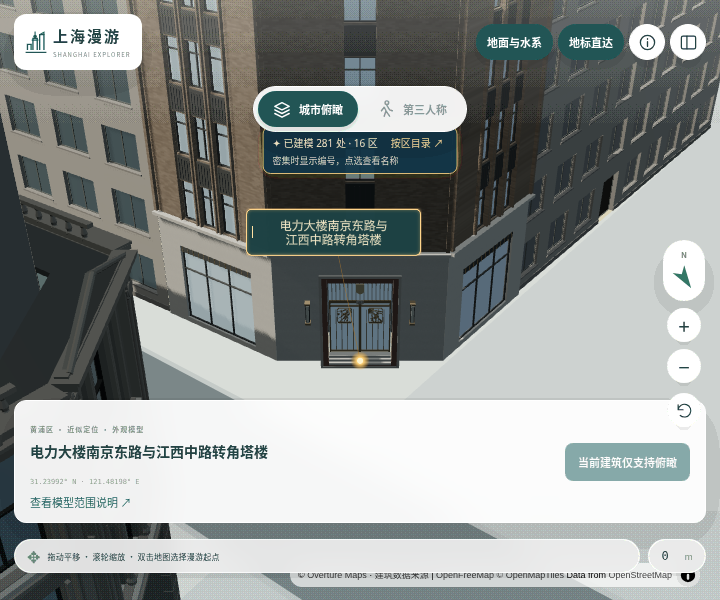 上海漫游
SHANGHAI EXPLORER
地面与水系
地标直达
城市俯瞰
第三人称
✦ 已建模 281 处 · 16 区 按区目录 ↗
密集时显示编号，点选查看名称
电力大楼南京东路与
江西中路转角塔楼
N
+
−
黄浦区 · 近似定位 · 外观模型
电力大楼南京东路与江西中路转角塔楼
31.23992° N · 121.48198° E
查看模型范围说明 ↗
当前建筑仅支持俯瞰
拖动平移 · 滚轮缩放 · 双击地图选择漫游起点
0 m
© Overture Maps · 建筑数据来源 | OpenFreeMap © OpenMapTiles Data from OpenStreetMap